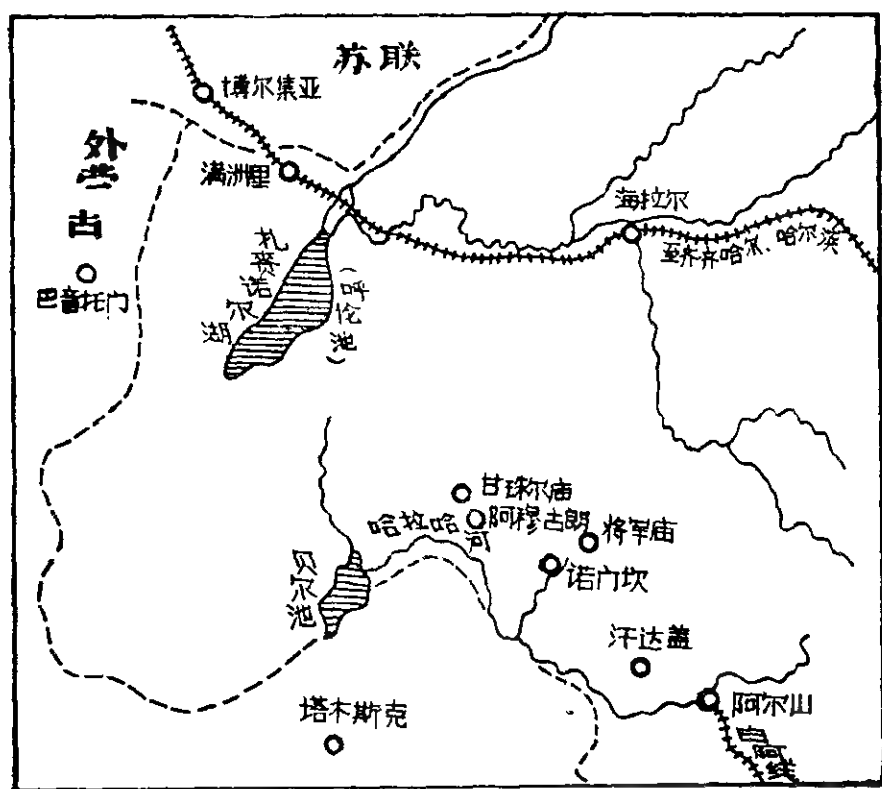 苏联
博尔集亚
外蒙古
满洲里
海拉尔
至齐齐哈尔、哈尔滨
巴音托门
扎赉诺尔湖
(呼伦池)
甘珠尔庙
哈拉哈河
阿穆古朗
将军庙
诺门坎
贝尔池
汗达盖
塔木斯克
阿尔山
白阿线